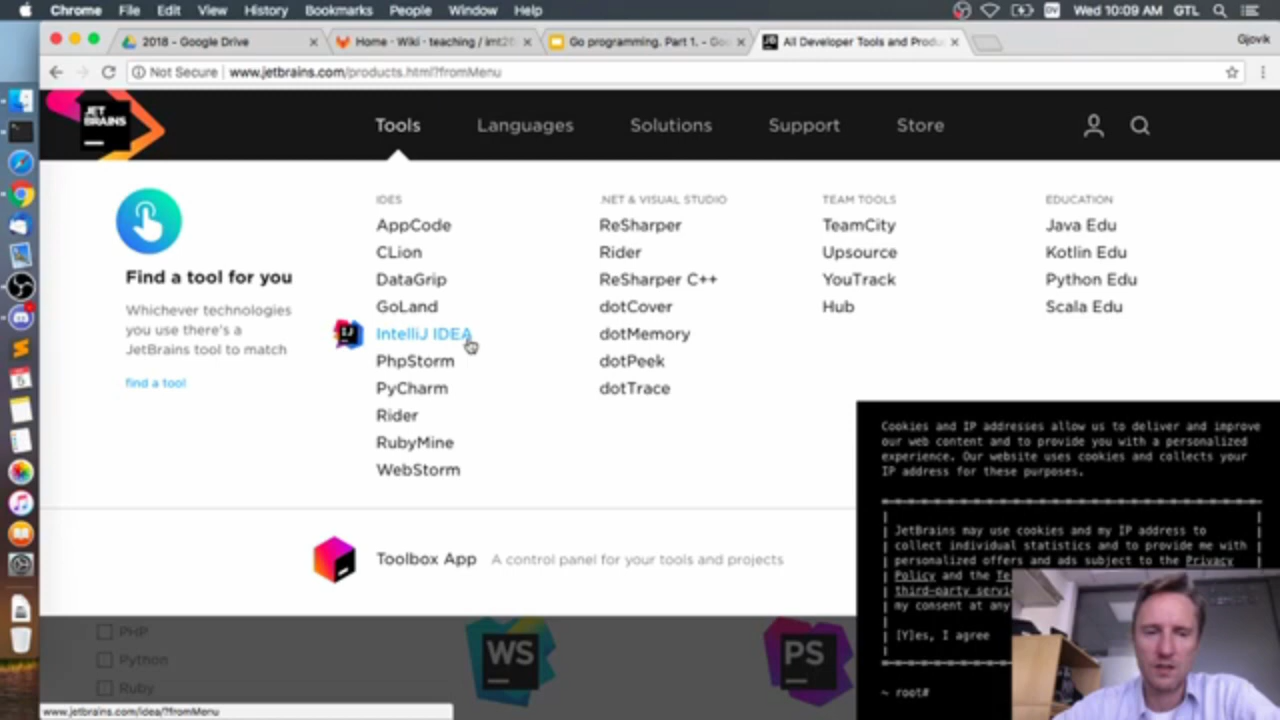 Chrome File Edit View History Bookmarks People Window Help
Wed 10:09 AM GTL
2018 - Google Drive
Home · Wiki · teaching / imt2
Go programming. Part 1. - Goo
All Developer Tools and Produ
Gjovik
Not Secure | www.jetbrains.com/products.html?fromMenu
JET
BRAINS
Tools
Languages
Solutions
Support
Store
Find a tool for you
Whichever technologies
you use there's a
JetBrains tool to match
find a tool
IDES
AppCode
CLion
DataGrip
GoLand
IJ
IntelliJ IDEA
PhpStorm
PyCharm
Rider
RubyMine
WebStorm
.NET & VISUAL STUDIO
ReSharper
Rider
ReSharper C++
dotCover
dotMemory
dotPeek
dotTrace
TEAM TOOLS
TeamCity
Upsource
YouTrack
Hub
EDUCATION
Java Edu
Kotlin Edu
Python Edu
Scala Edu
Toolbox App A control panel for your tools and projects
PHP
Python
Ruby
WS
PS
Cookies and IP addresses allow us to deliver and improve
our web content and to provide you with a personalized
experience. Our website uses cookies and collects your
IP address for these purposes.
JetBrains may use cookies and my IP address to
collect individual statistics and to provide me with
personalized offers and ads subject to the Privacy
Policy and the Te
third-party servi
my consent at any
[Y]es, I agree
~ root#
www.jetbrains.com/idea/?fromMenu